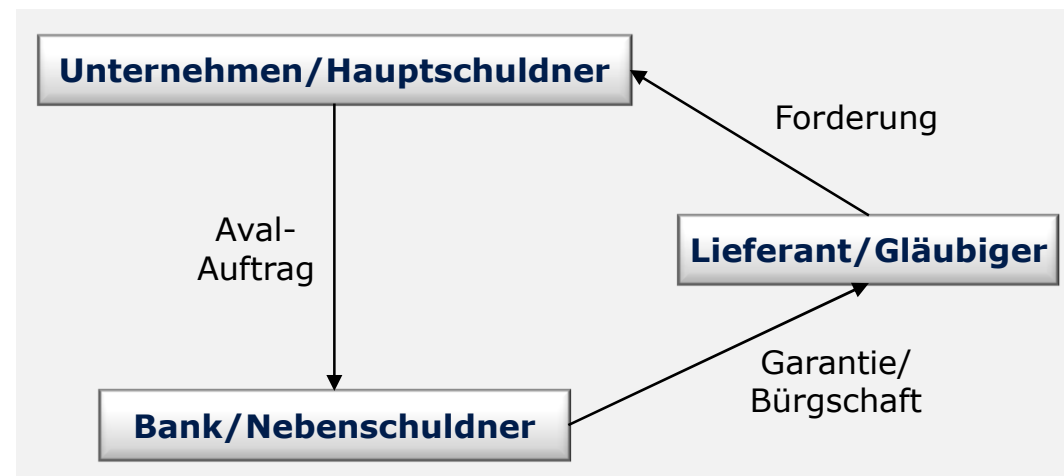 Unternehmen/Hauptschuldner
Forderung
Aval-
Auftrag
Lieferant/Gläubiger
Garantie/
Bürgschaft
Bank/Nebenschuldner